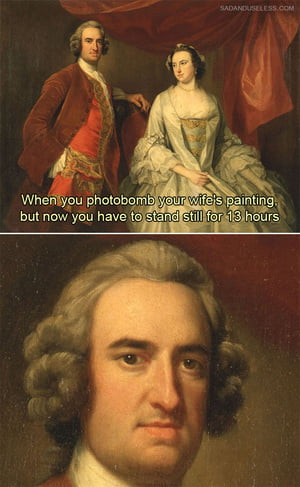 SADANDUSELESS.COM
When you photobomb your wife's painting,
but now you have to stand still for 13 hours